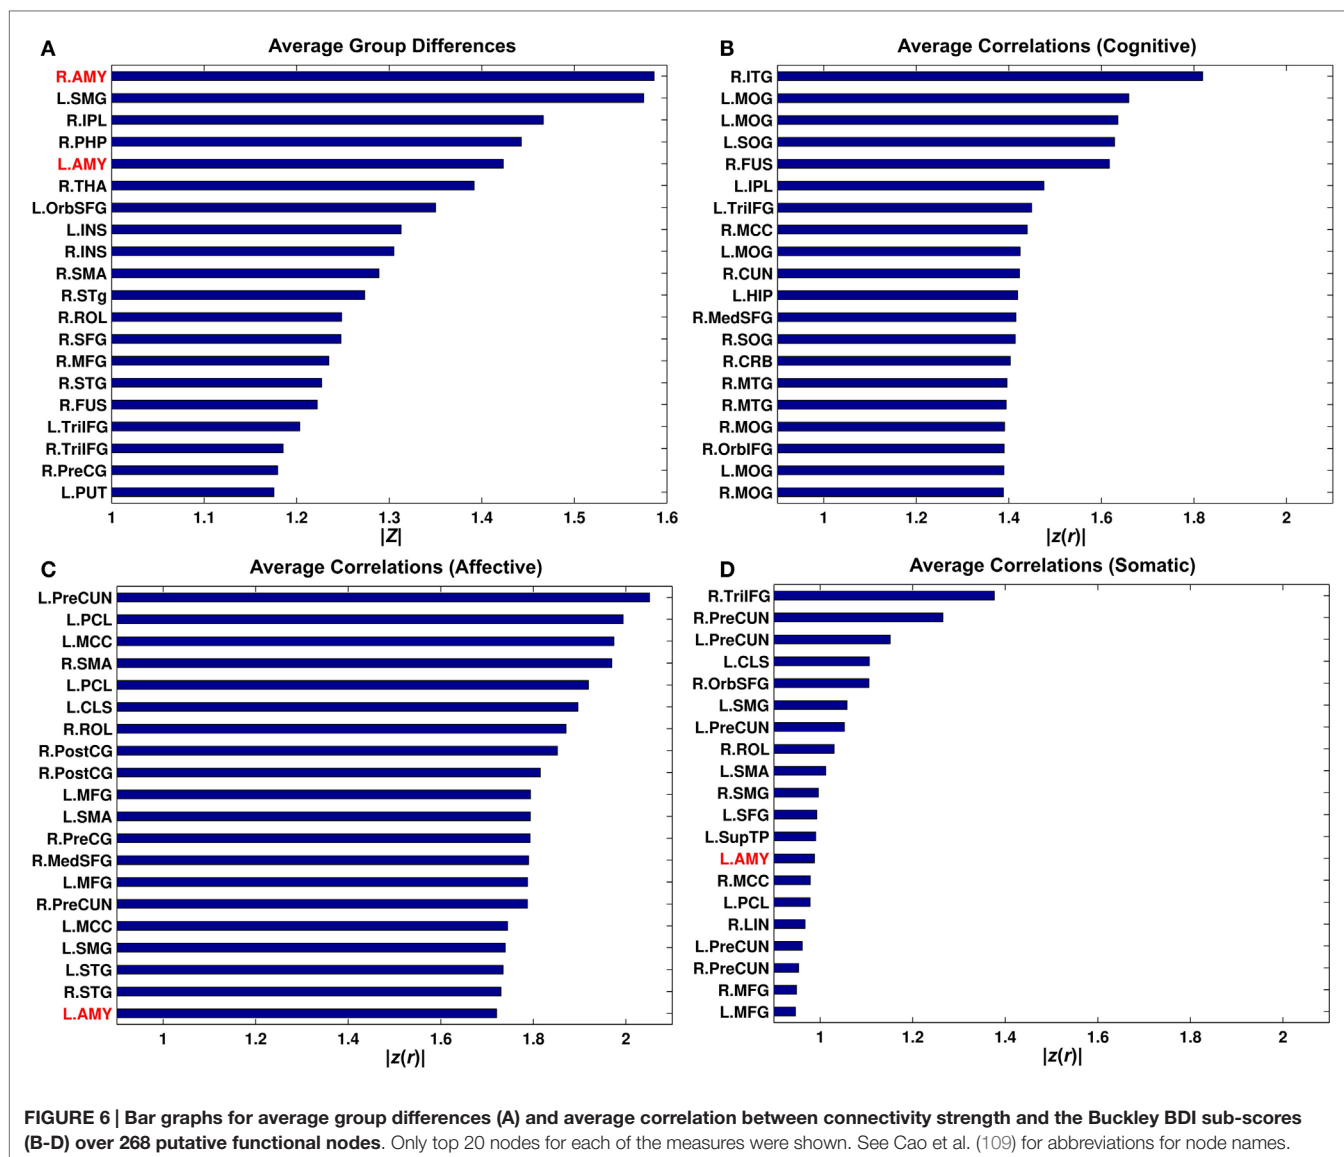 A
Average Group Differences
R.AMY
L.SMG
R.IPL
R.PHP
L.AMY
R.THA
L.OrbSFG
L.INS
R.INS
R.SMA
R.STg
R.ROL
R.SFG
R.MFG
R.STG
R.FUS
L.TriIFG
R.TriIFG
R.PreCG
L.PUT
1 1.1 1.2 1.3 1.4 1.5 1.6
|Z|
B
Average Correlations (Cognitive)
R.ITG
L.MOG
L.MOG
L.SOG
R.FUS
L.IPL
L.TriIFG
R.MCC
L.MOG
R.CUN
L.HIP
R.MedSFG
R.SOG
R.CRB
R.MTG
R.MTG
R.MOG
R.OrbIFG
L.MOG
R.MOG
1 1.2 1.4 1.6 1.8 2
|z(r)|
C
Average Correlations (Affective)
L.PreCUN
L.PCL
L.MCC
R.SMA
L.PCL
L.CLS
R.ROL
R.PostCG
R.PostCG
L.MFG
L.SMA
R.PreCG
R.MedSFG
L.MFG
R.PreCUN
L.MCC
L.SMG
L.STG
R.STG
L.AMY
1 1.2 1.4 1.6 1.8 2
|z(r)|
D
Average Correlations (Somatic)
R.TriIFG
R.PreCUN
L.PreCUN
L.CLS
R.OrbSFG
L.SMG
L.PreCUN
R.ROL
L.SMA
R.SMG
L.SFG
L.SupTP
L.AMY
R.MCC
L.PCL
R.LIN
L.PreCUN
R.PreCUN
R.MFG
L.MFG
1 1.2 1.4 1.6 1.8 2
|z(r)|
FIGURE 6 | Bar graphs for average group differences (A) and average correlation between connectivity strength and the Buckley BDI sub-scores
(B-D) over 268 putative functional nodes. Only top 20 nodes for each of the measures were shown. See Cao et al. (109) for abbreviations for node names.